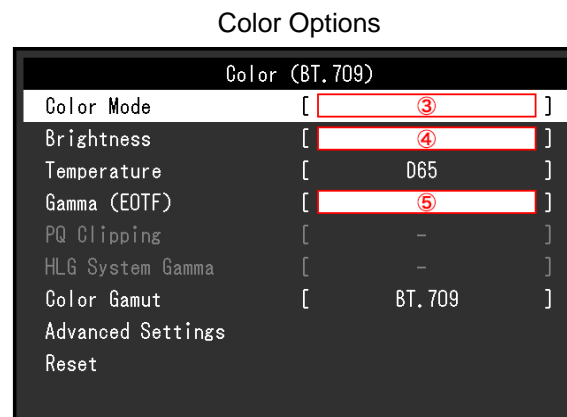 Color Options
Color (BT.709)
Color Mode [ ③ ]
Brightness [ ④ ]
Temperature [ D65 ]
Gamma (EOTF) [ ⑤ ]
PQ Clipping [ – ]
HLG System Gamma [ – ]
Color Gamut [ BT.709 ]
Advanced Settings
Reset